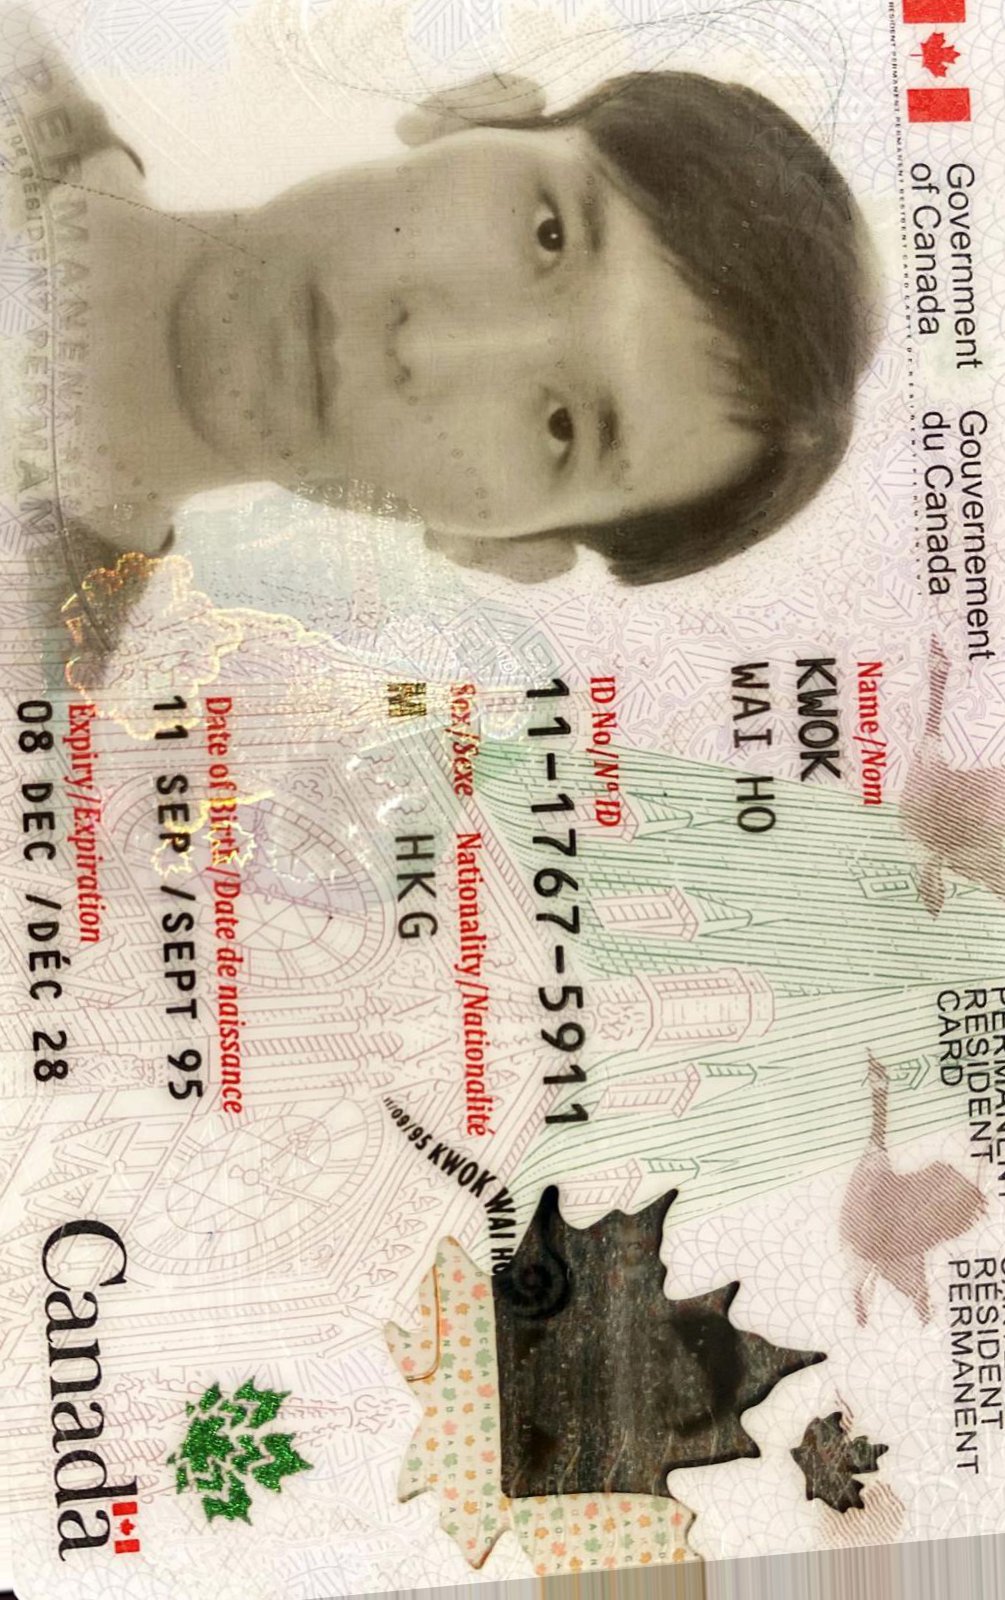 Government of Canada
Gouvernement du Canada
PERMANENT RESIDENT CARD
RÉSIDENT PERMANENT
Name/Nom
KWOK
WAI HO
ID No/Nº ID
11-1767-5911
Sex/Sexe
M
Nationality/Nationalité
HKG
Date of Birth/Date de naissance
11 SEP /SEPT 95
Expiry/Expiration
08 DEC /DÉC 28
11/09/95 KWOK WAI HO
Canada